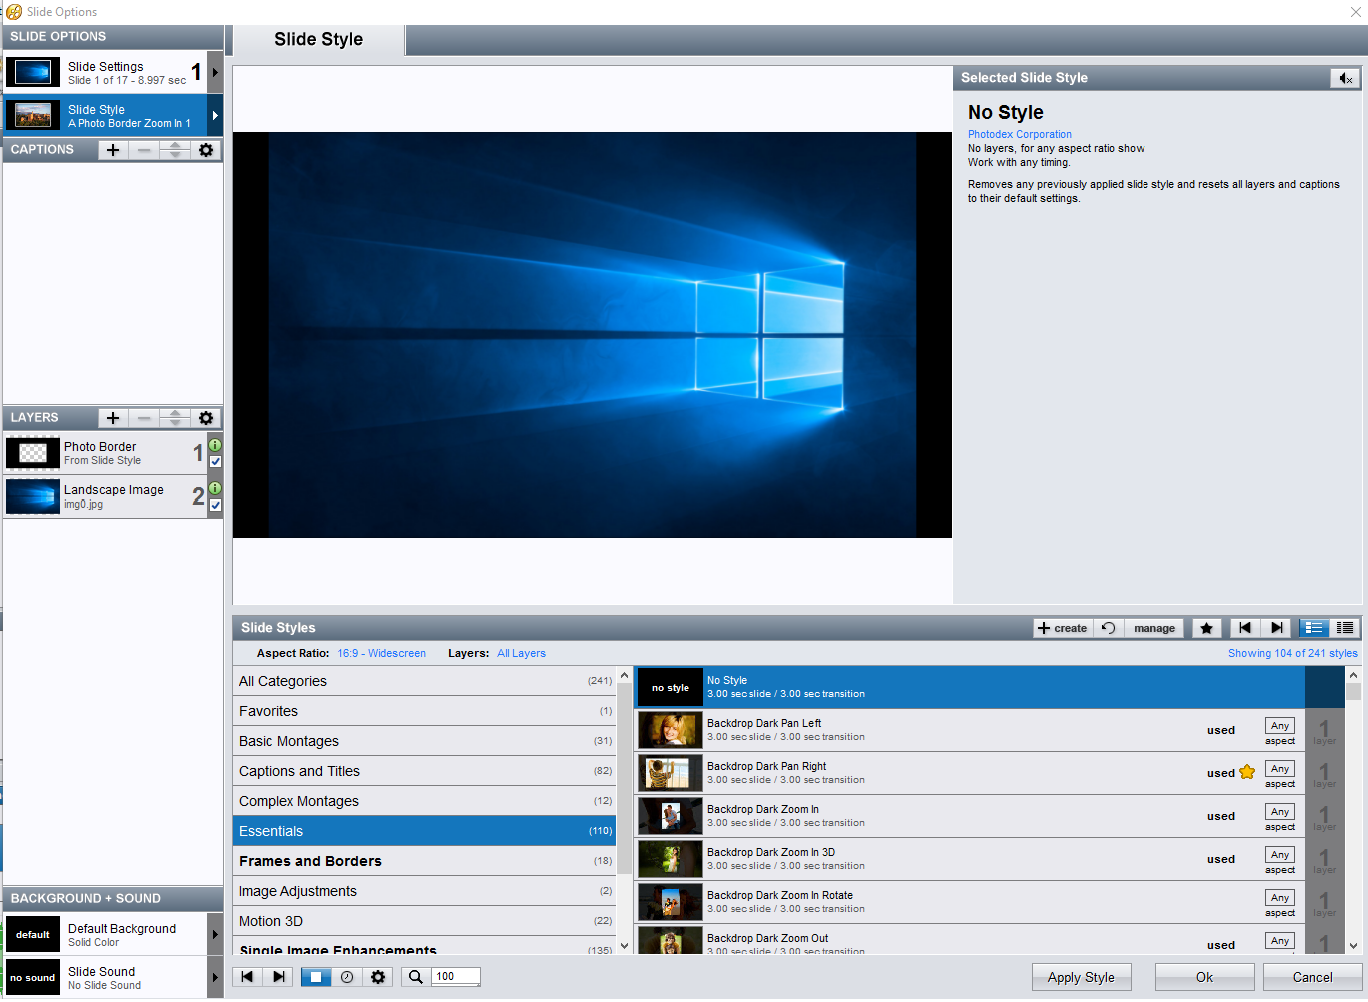 Slide Options
SLIDE OPTIONS
Slide Settings
Slide 1 of 17 - 8.997 sec
1
Slide Style
A Photo Border Zoom In 1
CAPTIONS
LAYERS
Photo Border
From Slide Style
1
Landscape Image
img0.jpg
2
BACKGROUND + SOUND
default
Default Background
Solid Color
no sound
Slide Sound
No Slide Sound
Slide Style
Selected Slide Style
No Style
Photodex Corporation
No layers, for any aspect ratio show
Work with any timing.
Removes any previously applied slide style and resets all layers and captions
to their default settings.
Slide Styles
create
manage
Aspect Ratio: 16:9 - Widescreen Layers: All Layers
Showing 104 of 241 styles
All Categories (241)
Favorites (1)
Basic Montages (31)
Captions and Titles (82)
Complex Montages (12)
Essentials (110)
Frames and Borders (18)
Image Adjustments (2)
Motion 3D (22)
Single Image Enhancements (135)
no style
No Style
3.00 sec slide / 3.00 sec transition
Backdrop Dark Pan Left
3.00 sec slide / 3.00 sec transition
used
Any
aspect
1
layer
Backdrop Dark Pan Right
3.00 sec slide / 3.00 sec transition
used
Any
aspect
1
layer
Backdrop Dark Zoom In
3.00 sec slide / 3.00 sec transition
used
Any
aspect
1
layer
Backdrop Dark Zoom In 3D
3.00 sec slide / 3.00 sec transition
used
Any
aspect
1
layer
Backdrop Dark Zoom In Rotate
3.00 sec slide / 3.00 sec transition
Any
aspect
1
layer
Backdrop Dark Zoom Out
3.00 sec slide / 3.00 sec transition
used
Any
1
100
Apply Style
Ok
Cancel